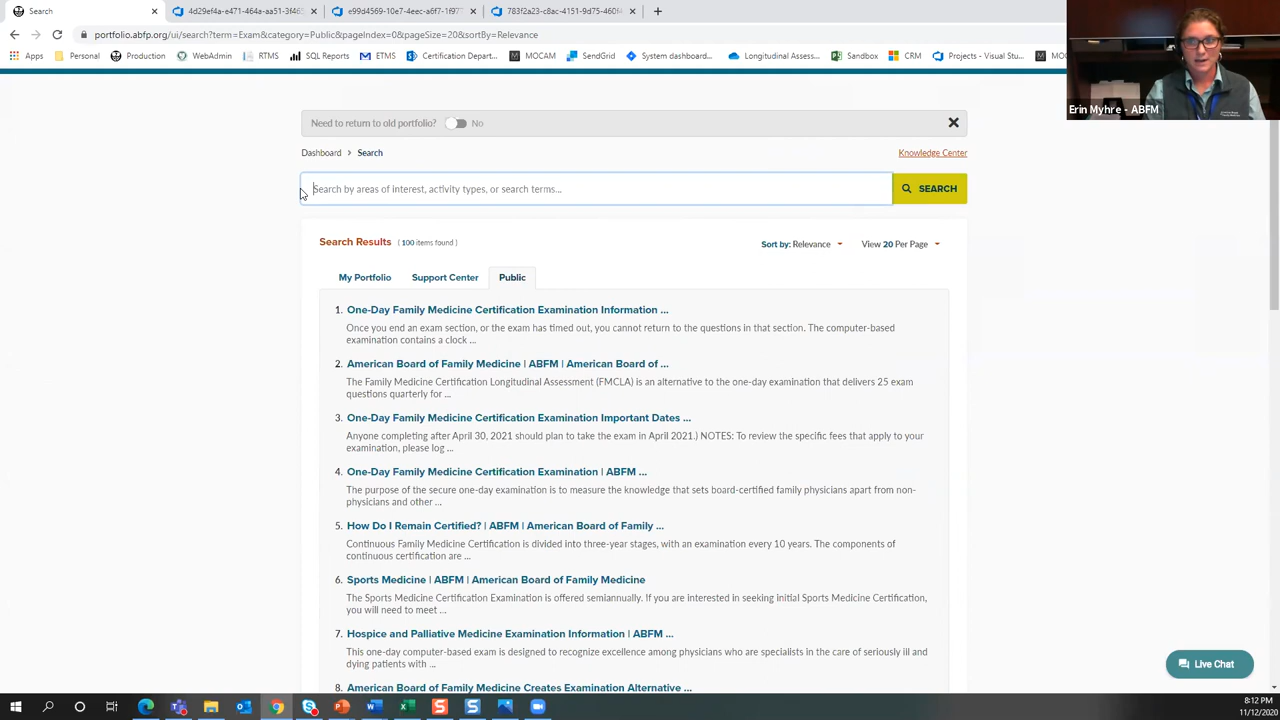 Search
4d29ef4a-e471-464a-aa51-3f465
e99d4569-10e7-4eec-a6f7-1f977
783f2a23-c8ac-4151-9d75-460f4
portfolio.abfp.org/ui/search?term=Exam&category=Public&pageIndex=0&pageSize=20&sortBy=Relevance
Apps Personal Production WebAdmin RTMS SQL Reports ETMS Certification Depart... MOCAM SendGrid System dashboard... Longitudinal Assess... Sandbox CRM Projects - Visual Stu...
Erin Myhre - ABFM
Need to return to old portfolio? No
Dashboard > Search
Knowledge Center
Search by areas of interest, activity types, or search terms...
SEARCH
Search Results ( 100 items found )
Sort by: Relevance View 20 Per Page
My Portfolio Support Center Public
1. One-Day Family Medicine Certification Examination Information ...
Once you end an exam section, or the exam has timed out, you cannot return to the questions in that section. The computer-based
examination contains a clock ...
2. American Board of Family Medicine | ABFM | American Board of ...
The Family Medicine Certification Longitudinal Assessment (FMCLA) is an alternative to the one-day examination that delivers 25 exam
questions quarterly for ...
3. One-Day Family Medicine Certification Examination Important Dates ...
Anyone completing after April 30, 2021 should plan to take the exam in April 2021.) NOTES: To review the specific fees that apply to your
examination, please log ...
4. One-Day Family Medicine Certification Examination | ABFM ...
The purpose of the secure one-day examination is to measure the knowledge that sets board-certified family physicians apart from non-
physicians and other ...
5. How Do I Remain Certified? | ABFM | American Board of Family ...
Continuous Family Medicine Certification is divided into three-year stages, with an examination every 10 years. The components of
continuous certification are ...
6. Sports Medicine | ABFM | American Board of Family Medicine
The Sports Medicine Certification Examination is offered semiannually. If you are interested in seeking initial Sports Medicine Certification,
you will need to meet ...
7. Hospice and Palliative Medicine Examination Information | ABFM ...
This one-day computer-based exam is designed to recognize excellence among physicians who are specialists in the care of seriously ill and
dying patients with ...
8. American Board of Family Medicine Creates Examination Alternative ...
Live Chat
8:12 PM
11/12/2020